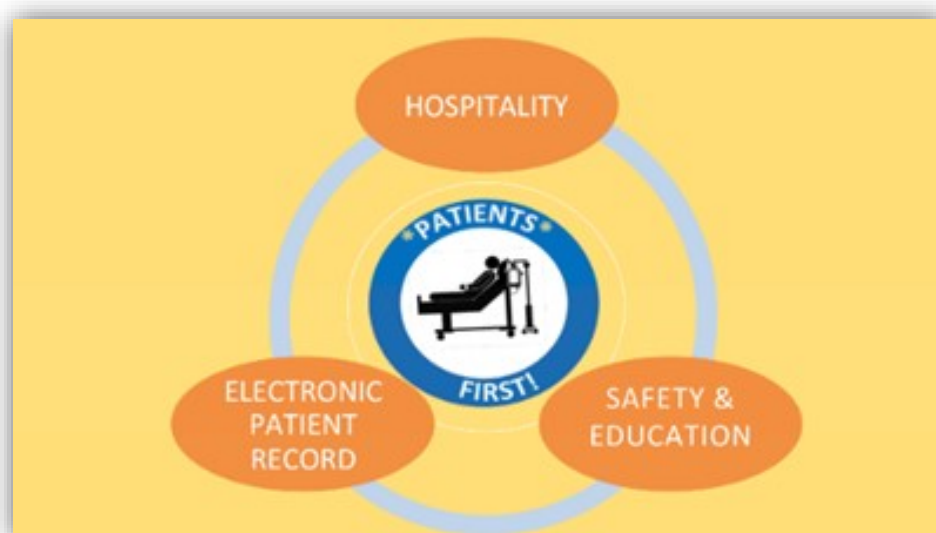 HOSPITALITY
*PATIENTS*
FIRST!
ELECTRONIC
PATIENT
RECORD
SAFETY &
EDUCATION